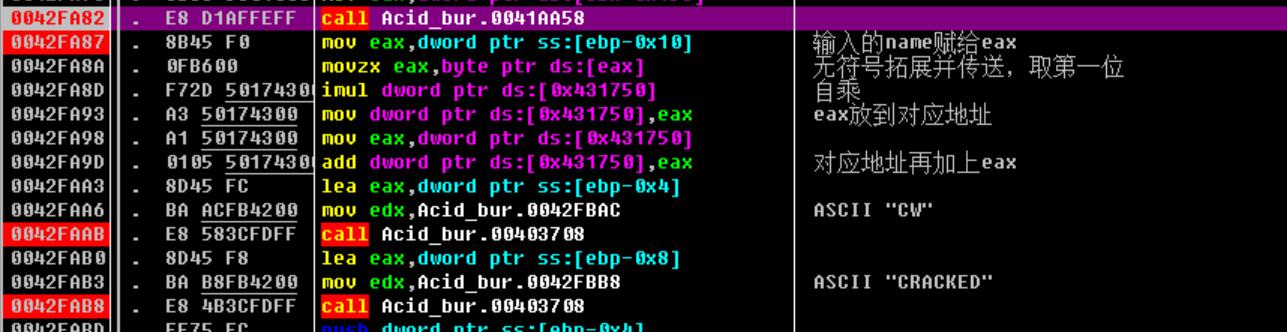 0042FA82 . E8 D1AFFEFF call Acid_bur.0041AA58
0042FA87 . 8B45 F0 mov eax,dword ptr ss:[ebp-0x10] 输入的name赋给eax
0042FA8A . 0FB600 movzx eax,byte ptr ds:[eax] 无符号拓展并传送，取第一位
0042FA8D . F72D 50174300 imul dword ptr ds:[0x431750] 自乘
0042FA93 . A3 50174300 mov dword ptr ds:[0x431750],eax eax放到对应地址
0042FA98 . A1 50174300 mov eax,dword ptr ds:[0x431750]
0042FA9D . 0105 50174300 add dword ptr ds:[0x431750],eax 对应地址再加上eax
0042FAA3 . 8D45 FC lea eax,dword ptr ss:[ebp-0x4]
0042FAA6 . BA ACFB4200 mov edx,Acid_bur.0042FBAC ASCII "CW"
0042FAAB . E8 583CFDFF call Acid_bur.00403708
0042FAB0 . 8D45 F8 lea eax,dword ptr ss:[ebp-0x8]
0042FAB3 . BA B8FB4200 mov edx,Acid_bur.0042FBB8 ASCII "CRACKED"
0042FAB8 . E8 4B3CFDFF call Acid_bur.00403708
0042FABD . FF75 FC push dword ptr ss:[ebp-0x4]